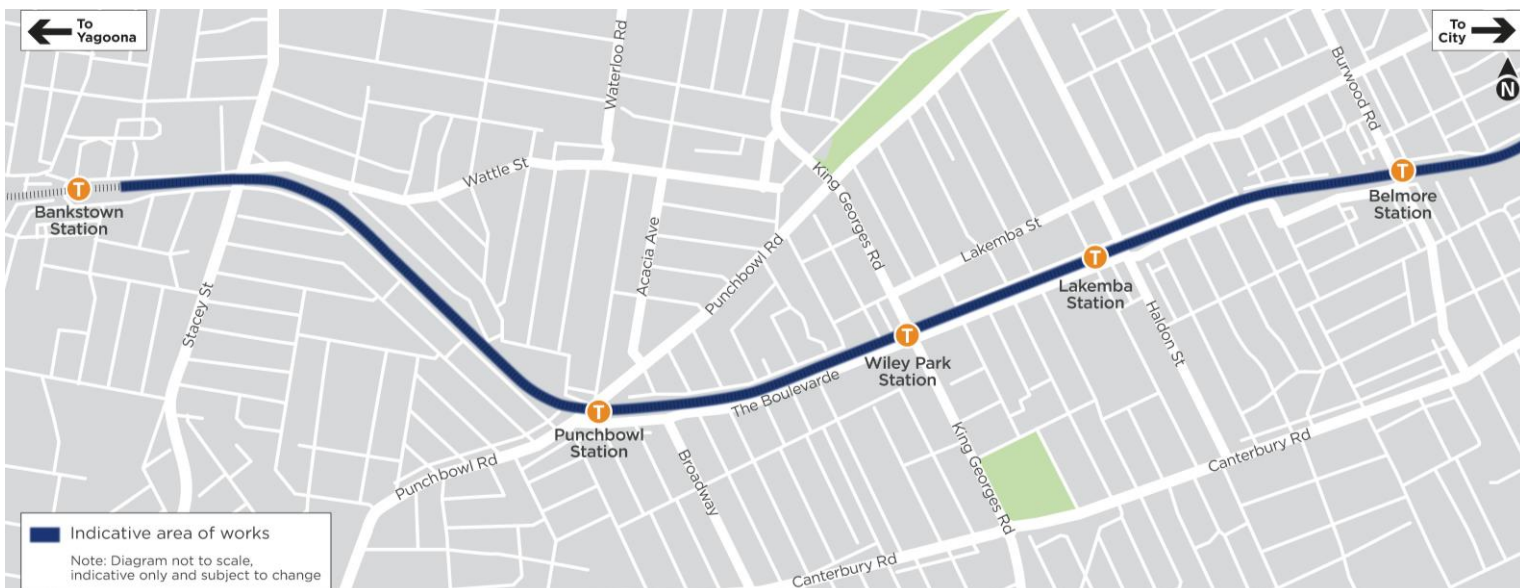 To
Yagoona
To
City
N
Waterloo Rd
Burwood Rd
Wattle St
King Georges Rd
T
Bankstown
Station
T
Belmore
Station
Acacia Ave
Lakemba St
Punchbowl Rd
T
Lakemba
Station
Stacey St
Haldon St
T
Wiley Park
Station
The Boulevarde
T
Punchbowl
Station
Punchbowl Rd
Broadway
King Georges Rd
Canterbury Rd
Canterbury Rd
Indicative area of works
Note: Diagram not to scale,
indicative only and subject to change